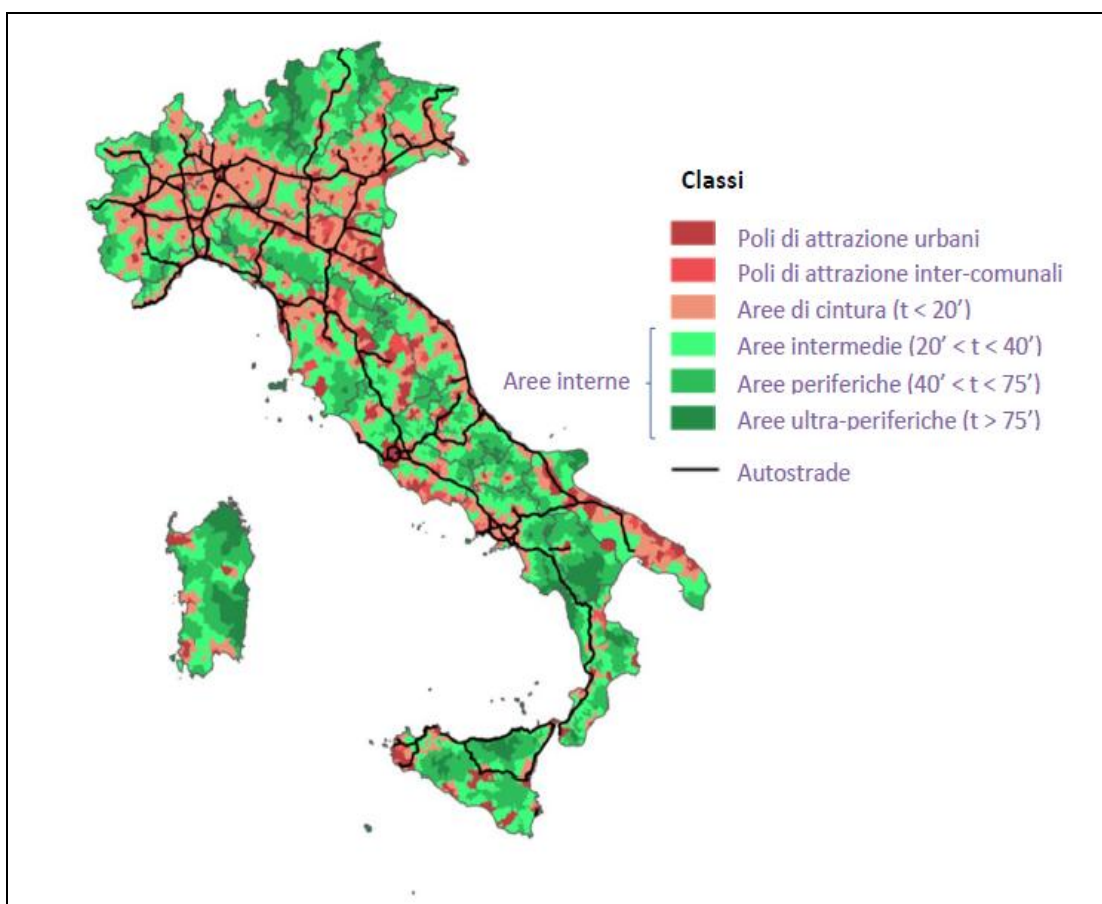 Classi
Poli di attrazione urbani
Poli di attrazione inter-comunali
Aree di cintura (t < 20’)
Aree interne
Aree intermedie (20’ < t < 40’)
Aree periferiche (40’ < t < 75’)
Aree ultra-periferiche (t > 75’)
Autostrade